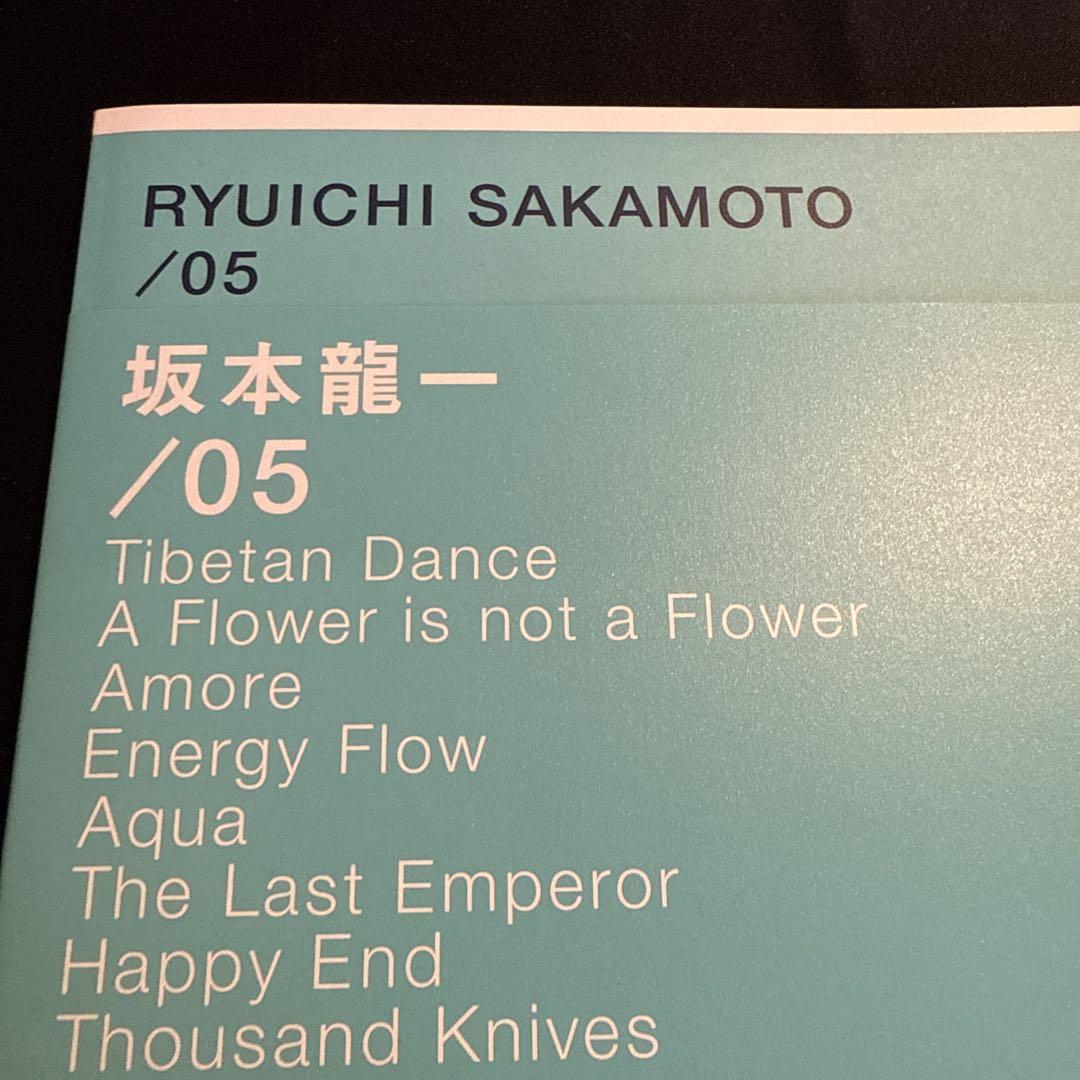 RYUICHI SAKAMOTO
/05
坂本龍一
/05
Tibetan Dance
A Flower is not a Flower
Amore
Energy Flow
Aqua
The Last Emperor
Happy End
Thousand Knives